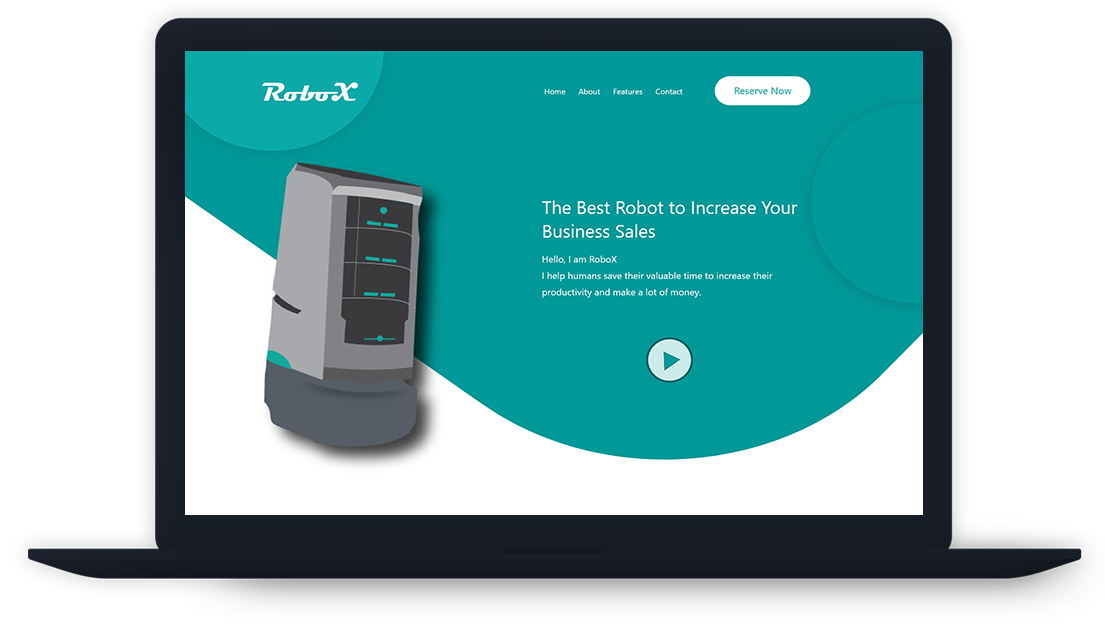 RoboX
Home About Features Contact
Reserve Now
The Best Robot to Increase Your
Business Sales
Hello, I am RoboX
I help humans save their valuable time to increase their
productivity and make a lot of money.